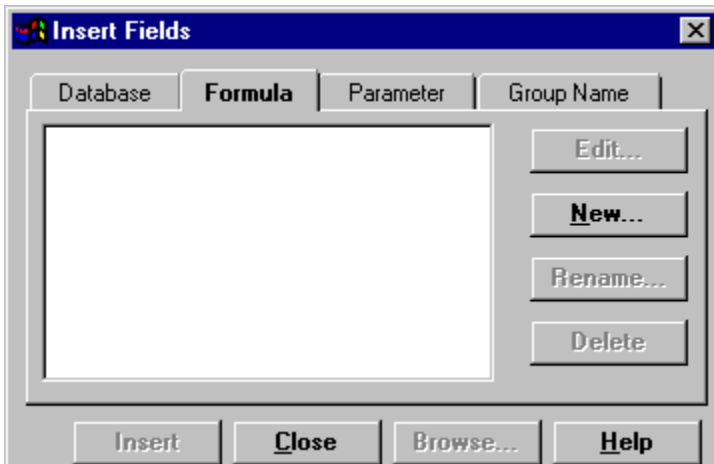 Insert Fields
Database Formula Parameter Group Name
Edit...
New...
Rename...
Delete
Insert Close Browse... Help